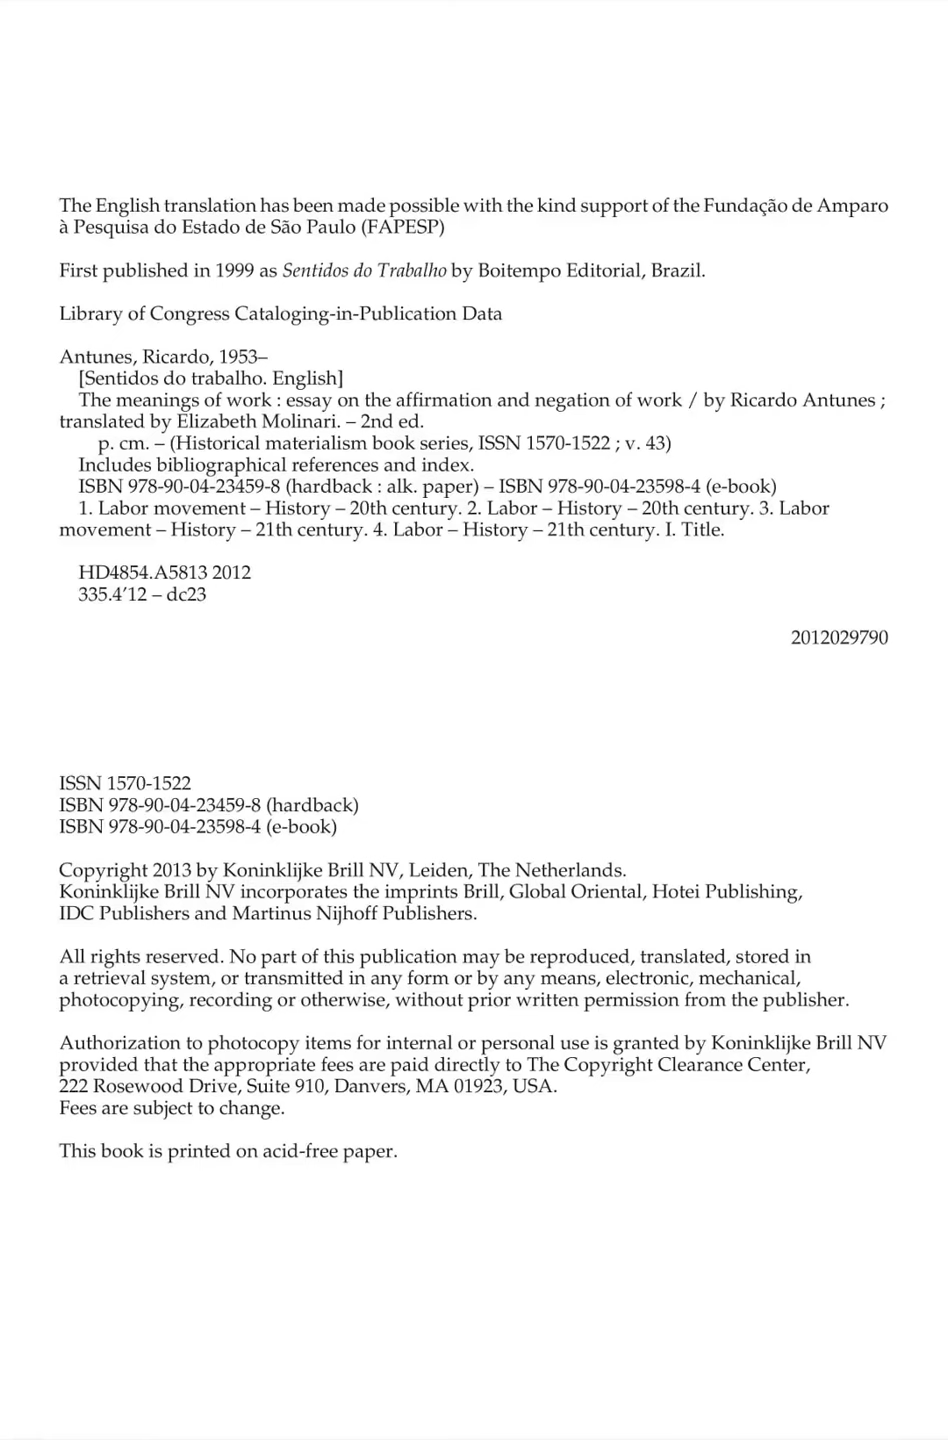 The English translation has been made possible with the kind support of the Fundação de Amparo
à Pesquisa do Estado de São Paulo (FAPESP)
First published in 1999 as Sentidos do Trabalho by Boitempo Editorial, Brazil.
Library of Congress Cataloging-in-Publication Data
Antunes, Ricardo, 1953–
[Sentidos do trabalho. English]
The meanings of work : essay on the affirmation and negation of work / by Ricardo Antunes ;
translated by Elizabeth Molinari. – 2nd ed.
p. cm. – (Historical materialism book series, ISSN 1570-1522 ; v. 43)
Includes bibliographical references and index.
ISBN 978-90-04-23459-8 (hardback : alk. paper) – ISBN 978-90-04-23598-4 (e-book)
1. Labor movement – History – 20th century. 2. Labor – History – 20th century. 3. Labor
movement – History – 21th century. 4. Labor – History – 21th century. I. Title.
HD4854.A5813 2012
335.4’12 – dc23
2012029790
ISSN 1570-1522
ISBN 978-90-04-23459-8 (hardback)
ISBN 978-90-04-23598-4 (e-book)
Copyright 2013 by Koninklijke Brill NV, Leiden, The Netherlands.
Koninklijke Brill NV incorporates the imprints Brill, Global Oriental, Hotei Publishing,
IDC Publishers and Martinus Nijhoff Publishers.
All rights reserved. No part of this publication may be reproduced, translated, stored in
a retrieval system, or transmitted in any form or by any means, electronic, mechanical,
photocopying, recording or otherwise, without prior written permission from the publisher.
Authorization to photocopy items for internal or personal use is granted by Koninklijke Brill NV
provided that the appropriate fees are paid directly to The Copyright Clearance Center,
222 Rosewood Drive, Suite 910, Danvers, MA 01923, USA.
Fees are subject to change.
This book is printed on acid-free paper.